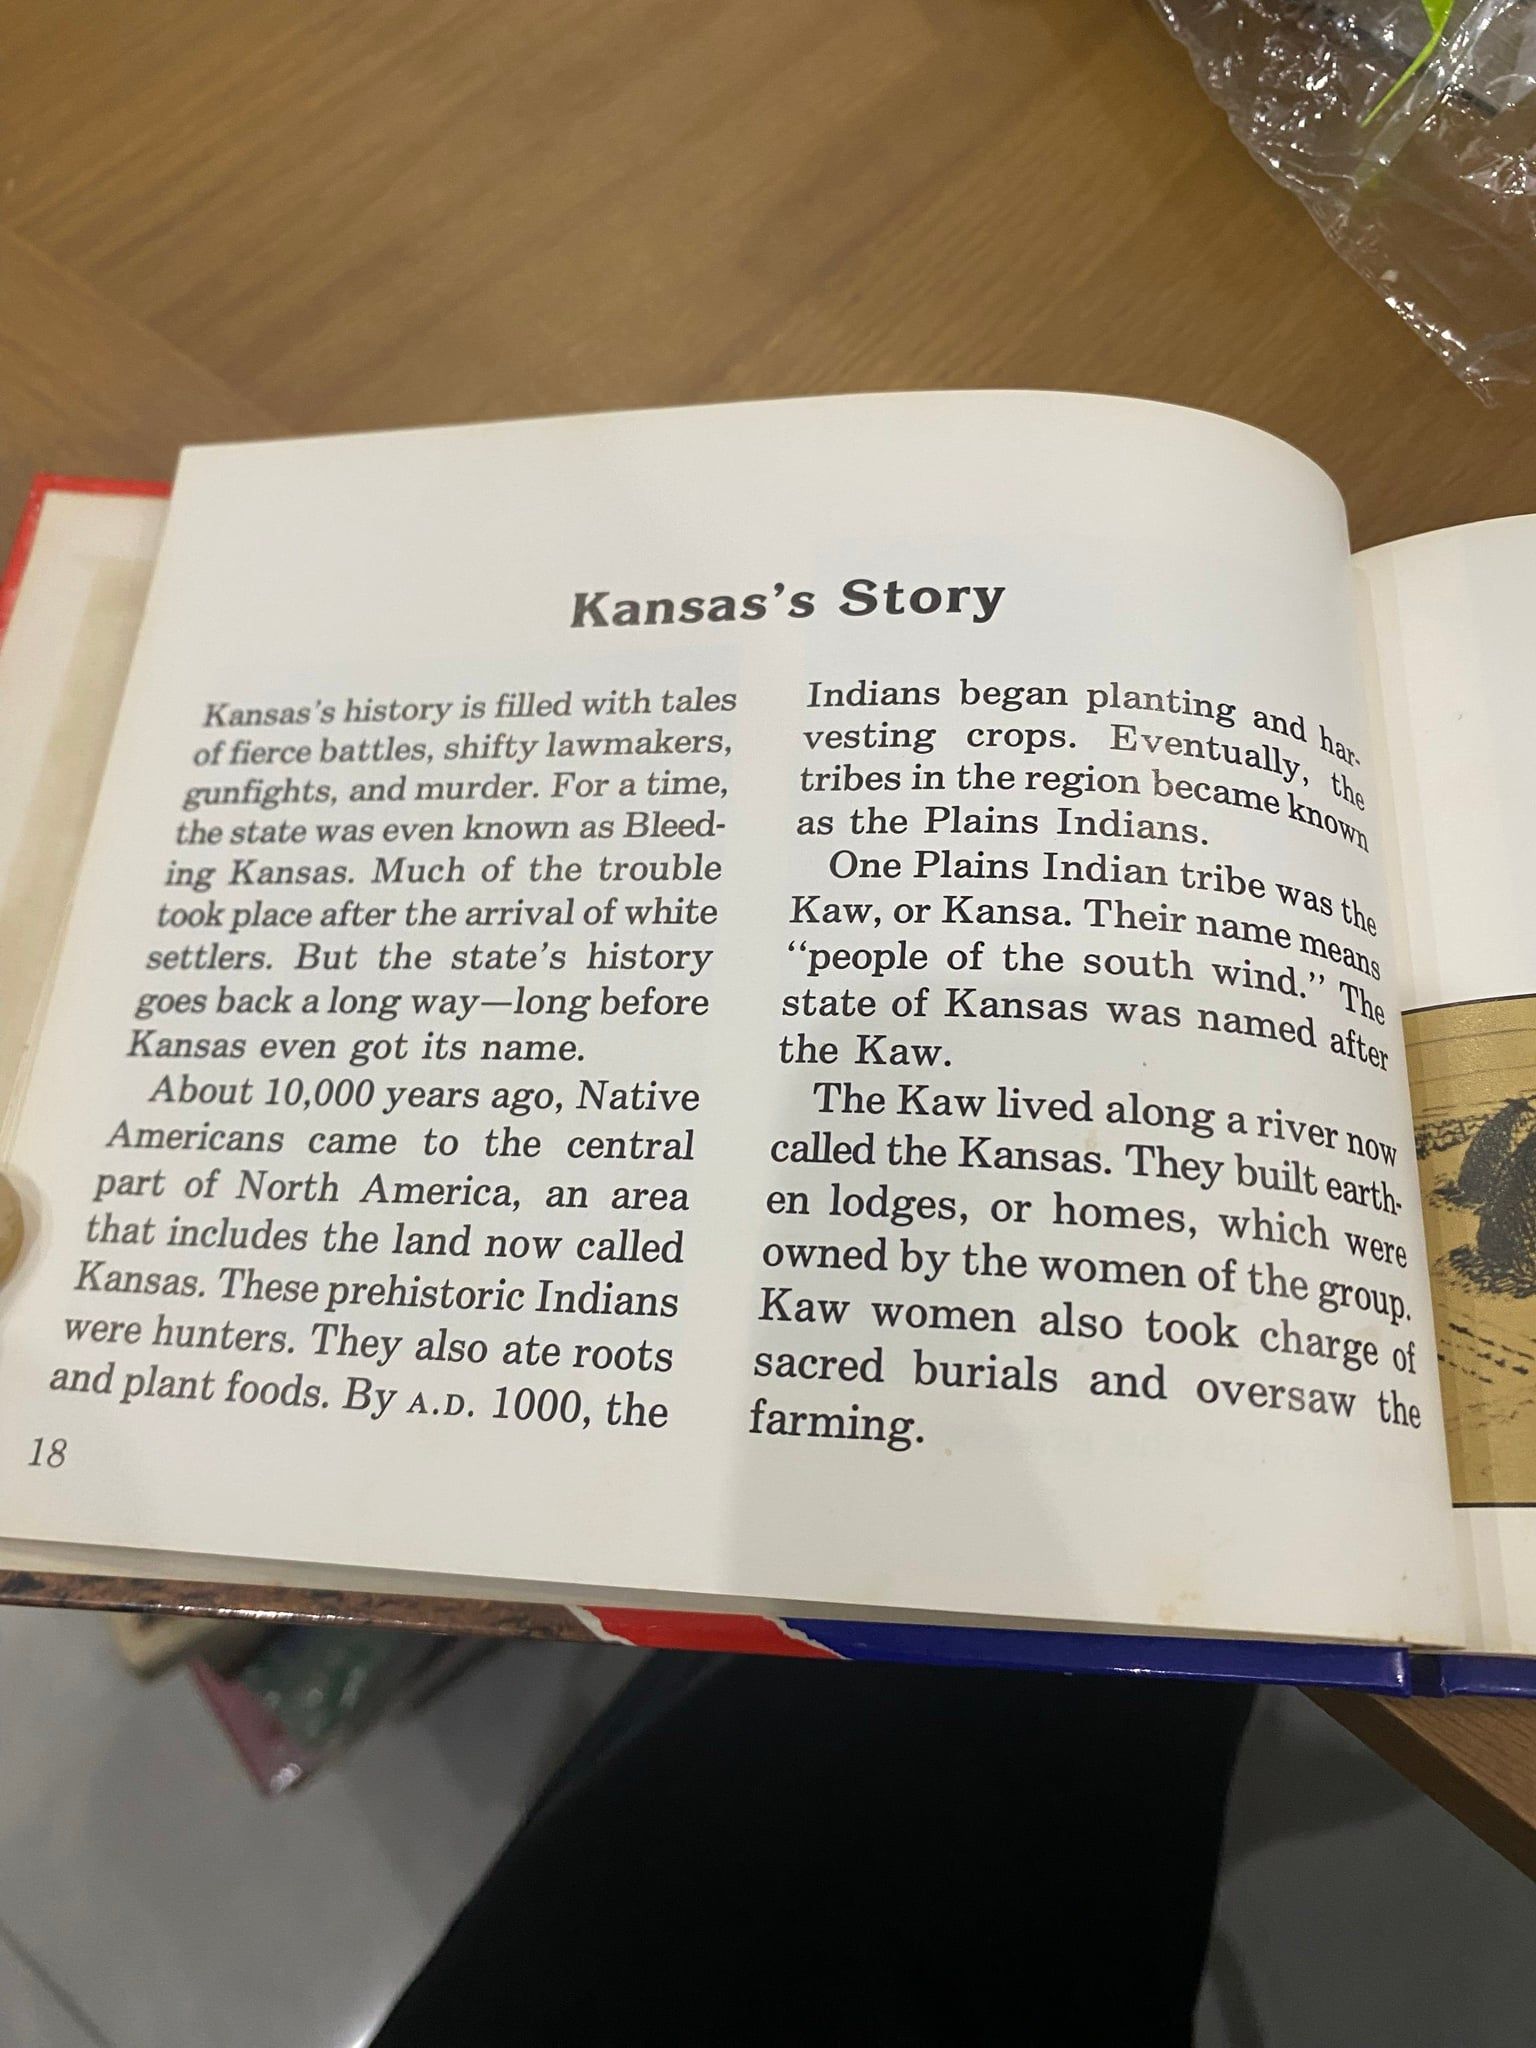 Kansas's Story
Kansas's history is filled with tales
of fierce battles, shifty lawmakers,
gunfights, and murder. For a time,
the state was even known as Bleed-
ing Kansas. Much of the trouble
took place after the arrival of white
settlers. But the state's history
goes back a long way—long before
Kansas even got its name.
About 10,000 years ago, Native
Americans came to the central
part of North America, an area
that includes the land now called
Kansas. These prehistoric Indians
were hunters. They also ate roots
and plant foods. By A.D. 1000, the
Indians began planting and har-
vesting crops. Eventually, the
tribes in the region became known
as the Plains Indians.
One Plains Indian tribe was the
Kaw, or Kansa. Their name means
“people of the south wind.” The
state of Kansas was named after
the Kaw.
The Kaw lived along a river now
called the Kansas. They built earth-
en lodges, or homes, which were
owned by the women of the group.
Kaw women also took charge of
sacred burials and oversaw the
farming.
18